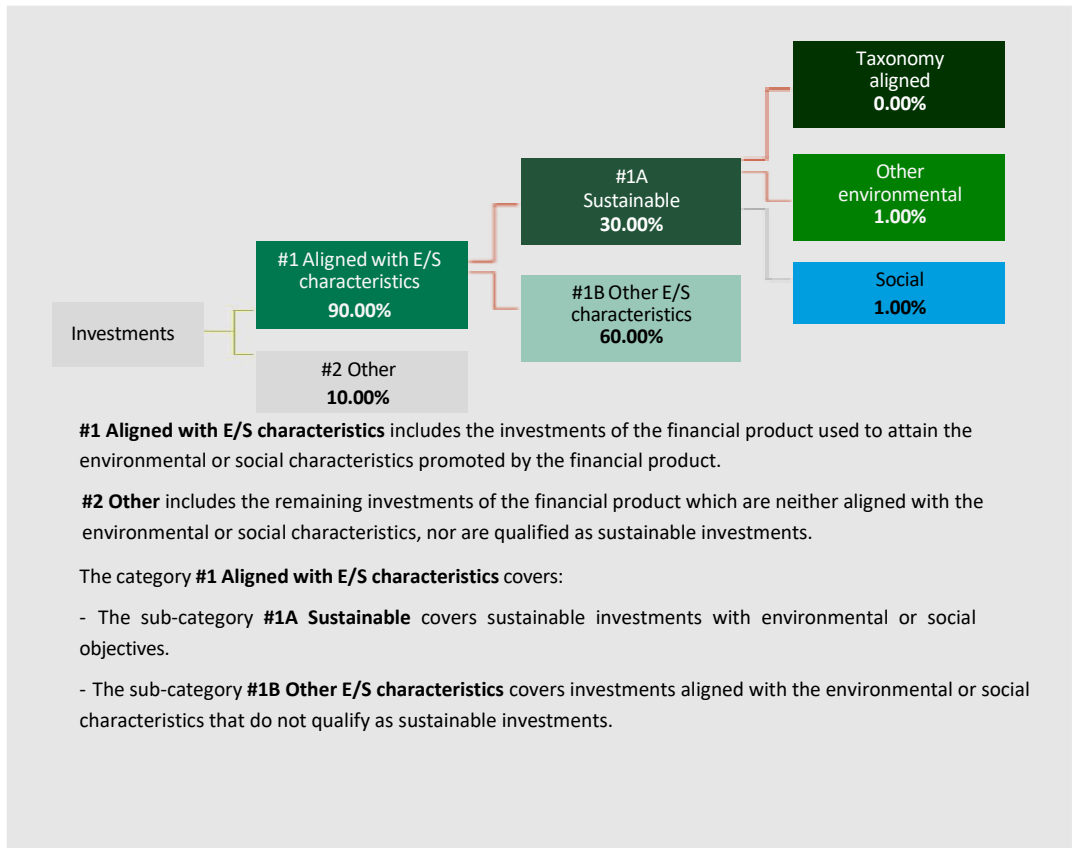 Taxonomy
aligned
0.00%
#1A
Sustainable
30.00%
Other
environmental
1.00%
#1 Aligned with E/S
characteristics
90.00%
#1B Other E/S
characteristics
60.00%
Social
1.00%
Investments
#2 Other
10.00%
#1 Aligned with E/S characteristics includes the investments of the financial product used to attain the
environmental or social characteristics promoted by the financial product.
#2 Other includes the remaining investments of the financial product which are neither aligned with the
environmental or social characteristics, nor are qualified as sustainable investments.
The category #1 Aligned with E/S characteristics covers:
- The sub-category #1A Sustainable covers sustainable investments with environmental or social
objectives.
- The sub-category #1B Other E/S characteristics covers investments aligned with the environmental or social
characteristics that do not qualify as sustainable investments.